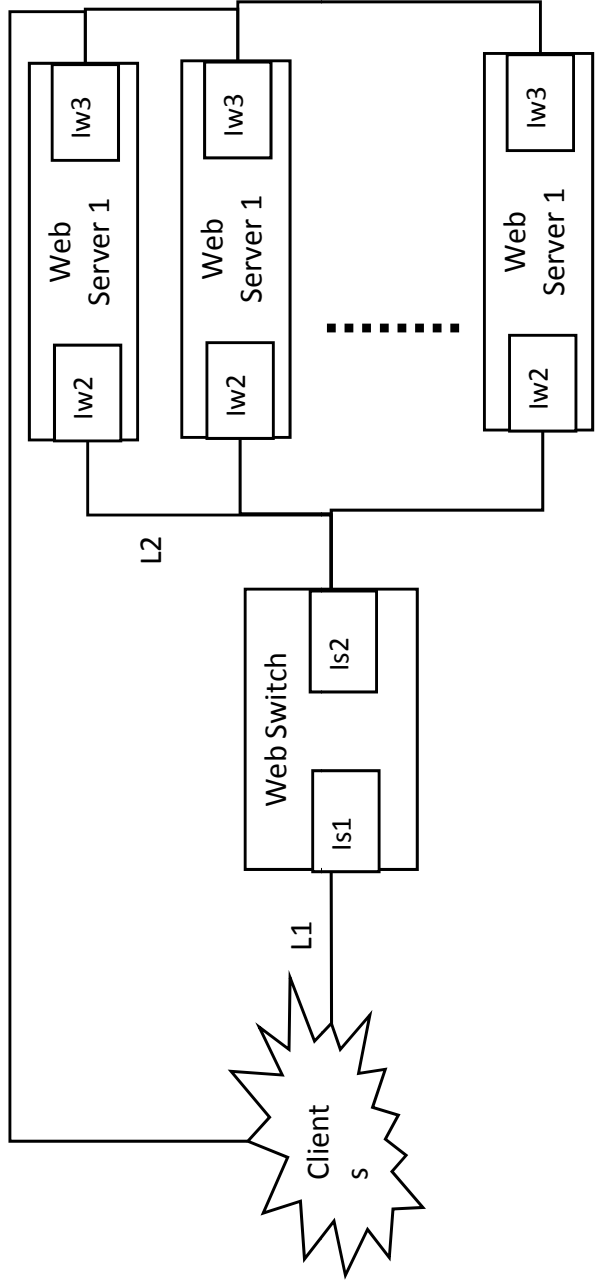 Client
s
L1
Web Switch
Is1
Is2
L2
Web
Server 1
Iw2
Iw3
Web
Server 1
Iw2
Iw3
Web
Server 1
Iw2
Iw3